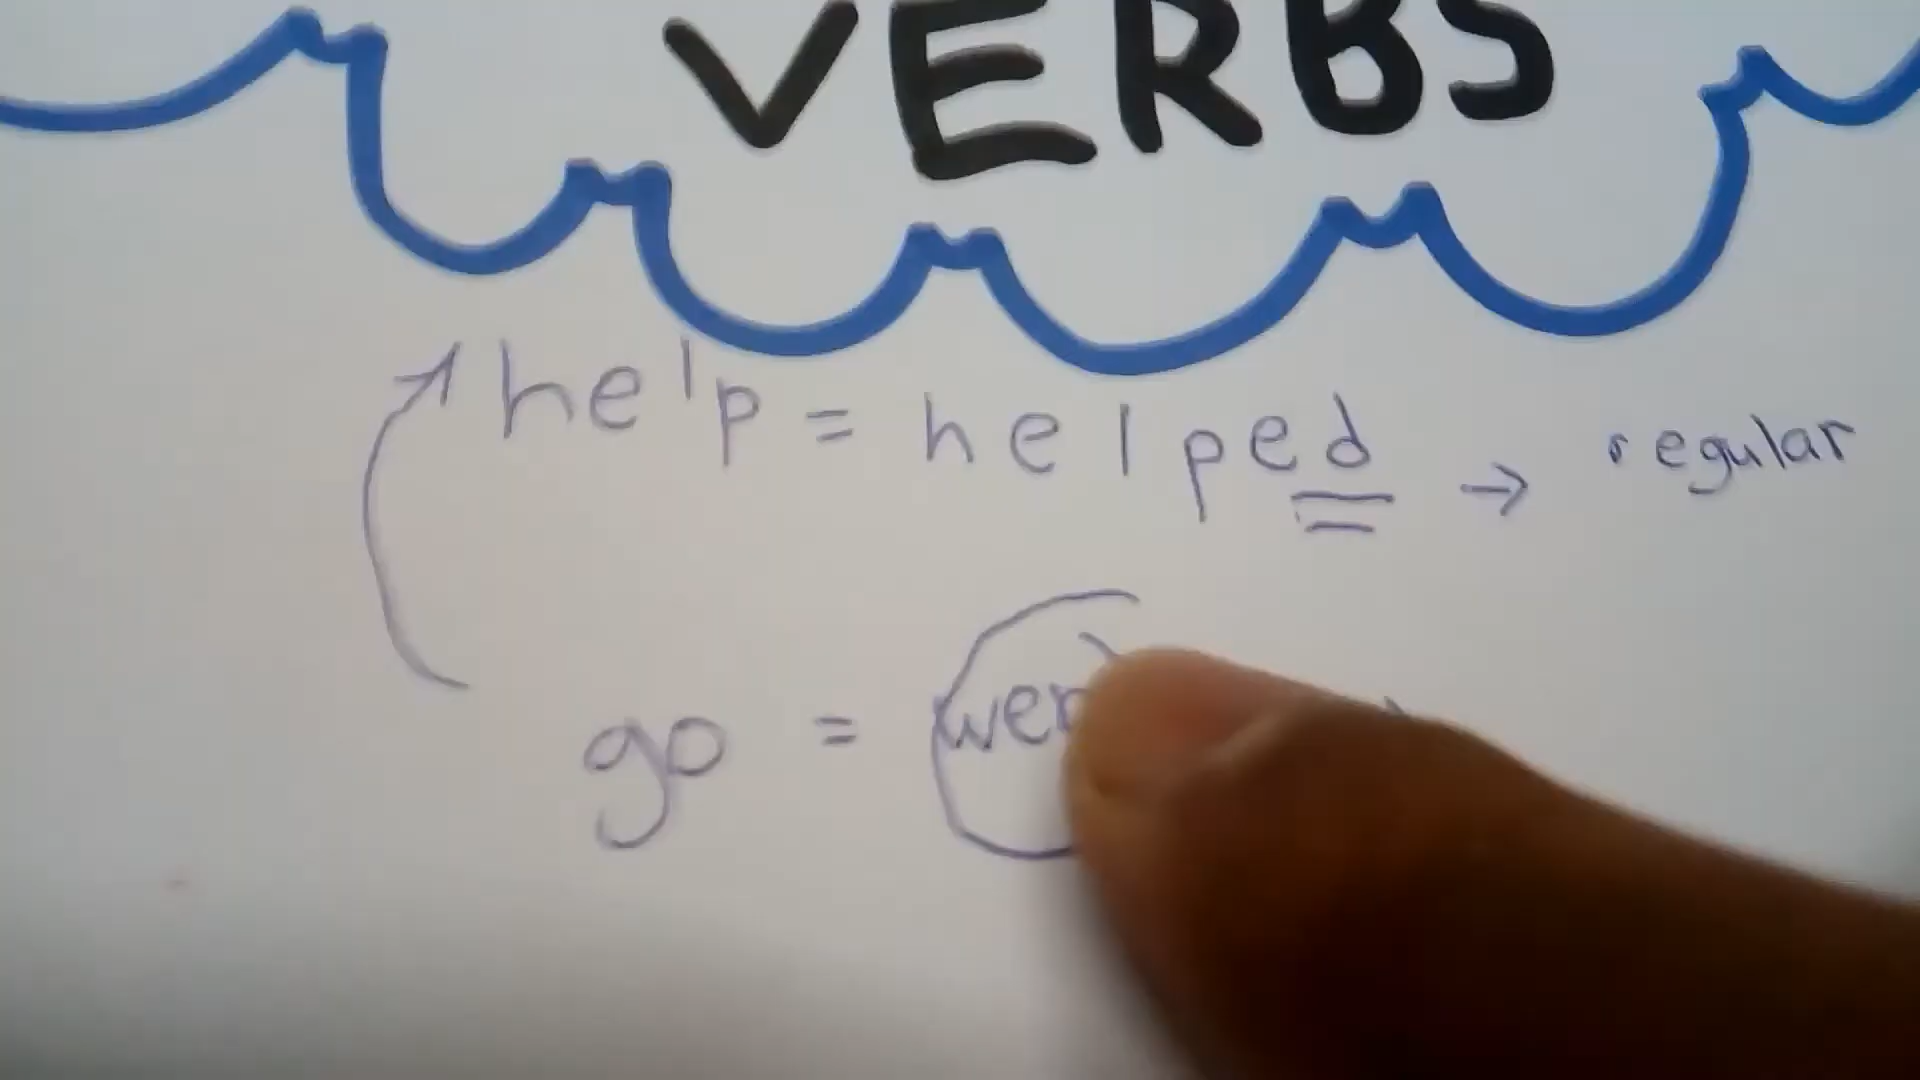 VERBS
help = helped → regular
go =